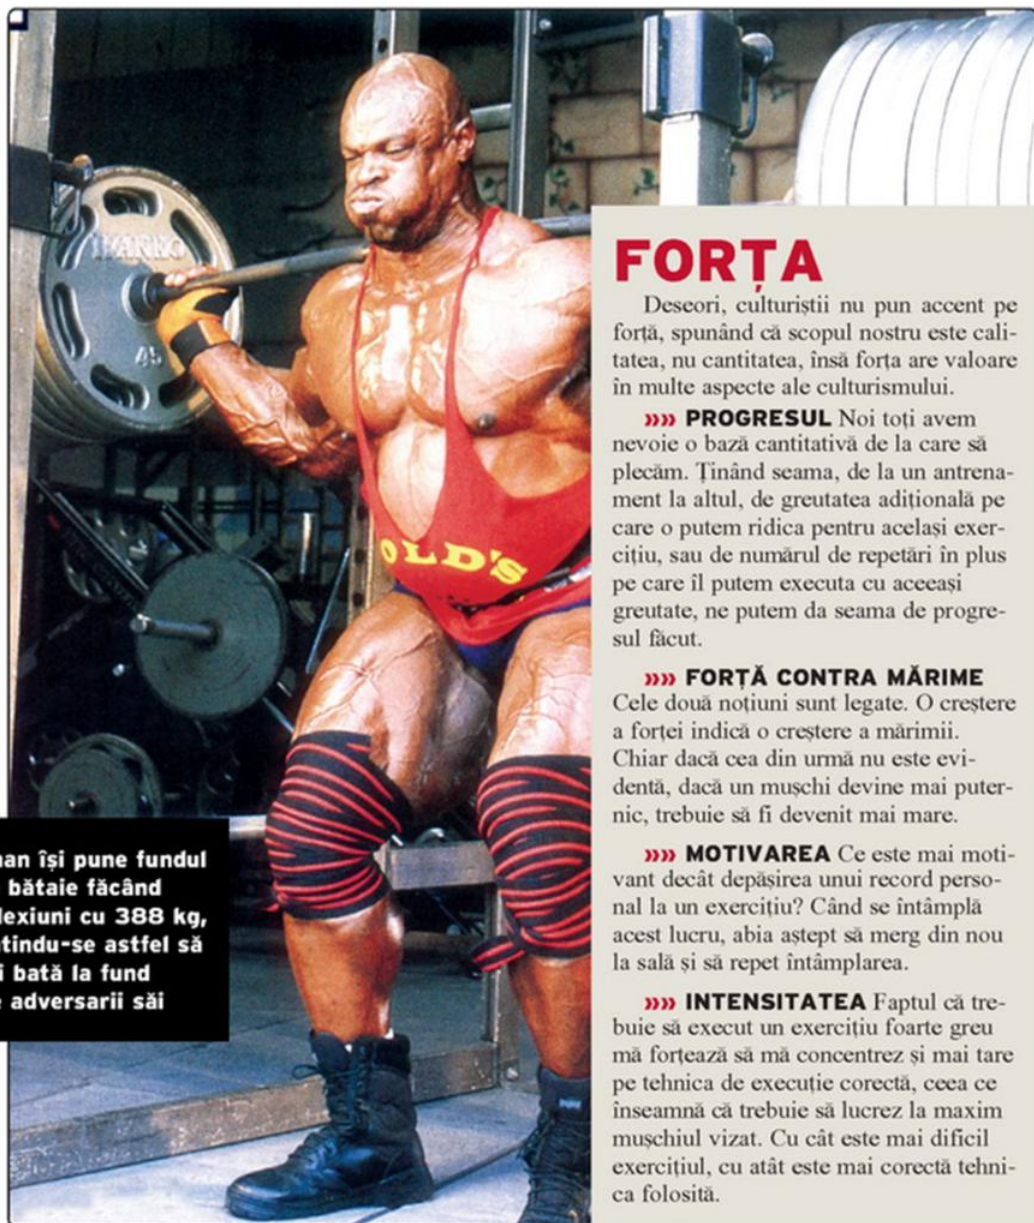 IVANKO
45
OLD'S
FORȚA
Deseori, culturiștii nu pun accent pe
forță, spunând că scopul nostru este cali-
tatea, nu cantitatea, însă forța are valoare
în multe aspecte ale culturismului.
»»» PROGRESUL Noi toți avem
nevoie o bază cantitativă de la care să
plecăm. Ținând seama, de la un antrena-
ment la altul, de greutatea adițională pe
care o putem ridica pentru același exer-
cițiu, sau de numărul de repetări în plus
pe care îl putem executa cu aceeași
greutate, ne putem da seama de progre-
sul făcut.
»»» FORȚĂ CONTRA MĂRIME
Cele două noțiuni sunt legate. O creștere
a forței indică o creștere a mărimii.
Chiar dacă cea din urmă nu este evi-
dentă, dacă un mușchi devine mai puter-
nic, trebuie să fi devenit mai mare.
»»» MOTIVAREA Ce este mai moti-
vant decât depășirea unui record perso-
nal la un exercițiu? Când se întâmplă
acest lucru, abia aștept să merg din nou
la sală și să repet întâmplarea.
»»» INTENSITATEA Faptul că tre-
buie să execut un exercițiu foarte greu
mă forțează să mă concentrez și mai tare
pe tehnica de execuție corectă, ceea ce
înseamnă că trebuie să lucrez la maxim
mușchiul vizat. Cu cât este mai dificil
exercițiul, cu atât este mai corectă tehni-
ca folosită.
nan își pune fundul
bătaie făcând
lexiuni cu 388 kg,
ătindu-se astfel să
i bată la fund
e adversarii săi